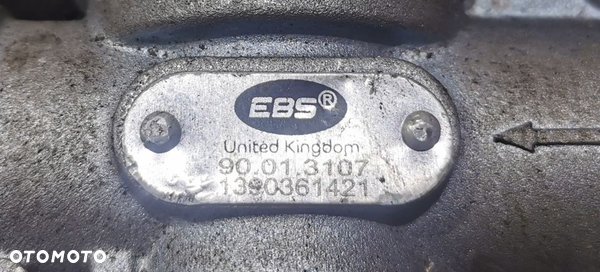 EBS®
United Kingdom
90.01.3107
1390361421
OTOMOTO